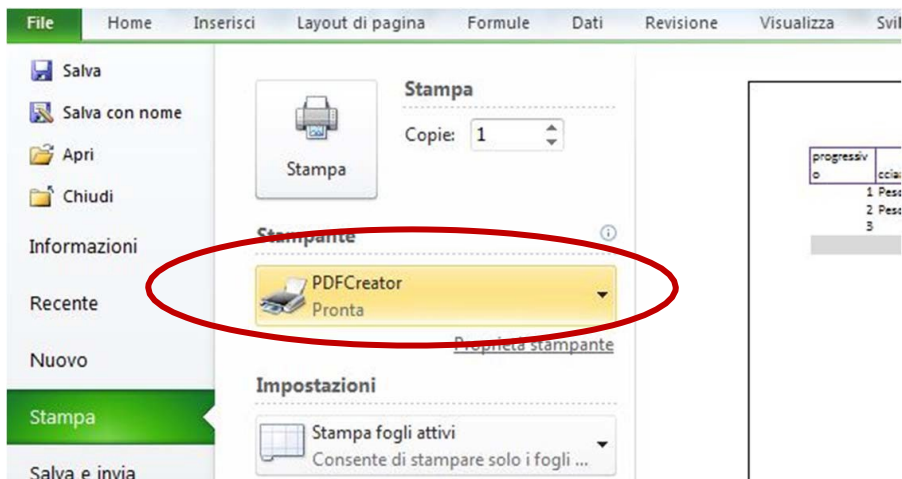 File Home Inserisci Layout di pagina Formule Dati Revisione Visualizza
Salva
Salva con nome
Apri
Chiudi
Informazioni
Recente
Nuovo
Stampa
Salva e invia
Stampa
Stampa
Copie: 1
Stampante
PDFCreator
Pronta
Proprietà stampante
Impostazioni
Stampa fogli attivi
Consente di stampare solo i fogli ...
progressiv
o
1
2
3